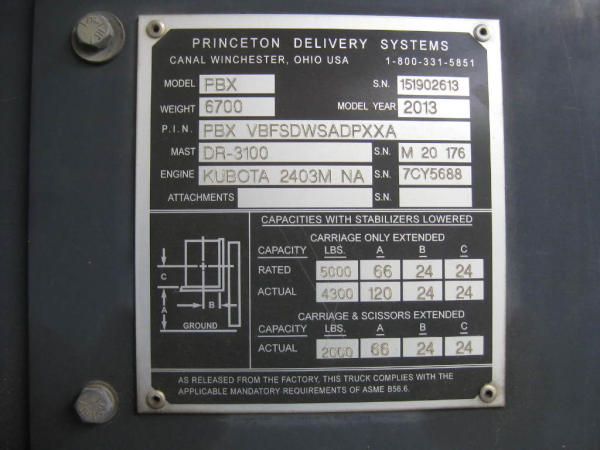 PRINCETON DELIVERY SYSTEMS
CANAL WINCHESTER, OHIO USA 1-800-331-5851
MODEL PBX S.N. 151902613
WEIGHT 6700 MODEL YEAR 2013
P.I.N. PBX VBFSDWSADPXXA
MAST DR-3100 S.N. M 20 176
ENGINE KUBOTA 2403M NA S.N. 7CY5688
ATTACHMENTS S.N.
CAPACITIES WITH STABILIZERS LOWERED
CARRIAGE ONLY EXTENDED
CAPACITY LBS. A B C
RATED 5000 66 24 24
ACTUAL 4300 120 24 24
CARRIAGE & SCISSORS EXTENDED
CAPACITY LBS. A B C
ACTUAL 2000 66 24 24
C
B
A
GROUND
AS RELEASED FROM THE FACTORY, THIS TRUCK COMPLIES WITH THE
APPLICABLE MANDATORY REQUIREMENTS OF ASME B56.6.